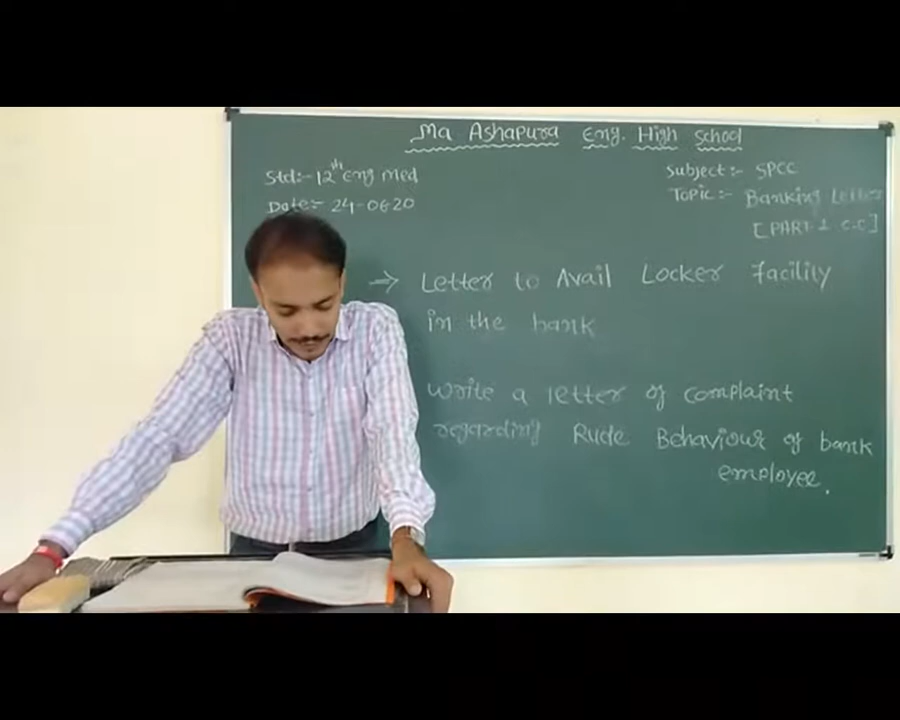 Ma Ashapura Eng. High School
Std:- 12th Eng Med
Subject:- SPCC
Date:- 24-06-20
Topic:- Banking Letter
[PART-1 C.C]
→ Letter to Avail Locker Facility
in the bank
Write a letter of complaint
regarding Rude Behaviour of bank
employee.